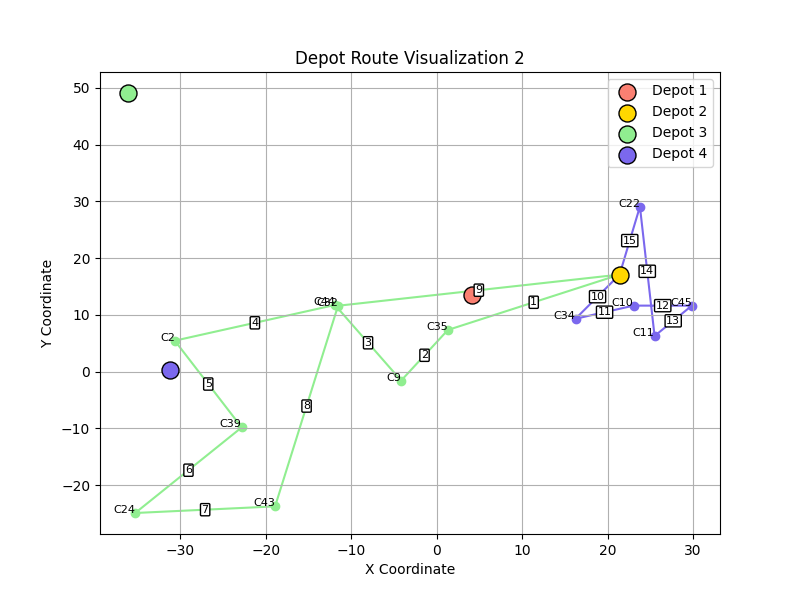 Depot Route Visualization 2
Depot 1
Depot 2
Depot 3
Depot 4
Y Coordinate
50
40
30
20
10
0
−10
−20
−30
−20
−10
0
10
20
30
X Coordinate
C22
15
14
9
10
1
11
C34
C10
12
C45
13
C11
C44
C32
C35
C2
4
3
2
C9
5
8
C39
6
C24
7
C43